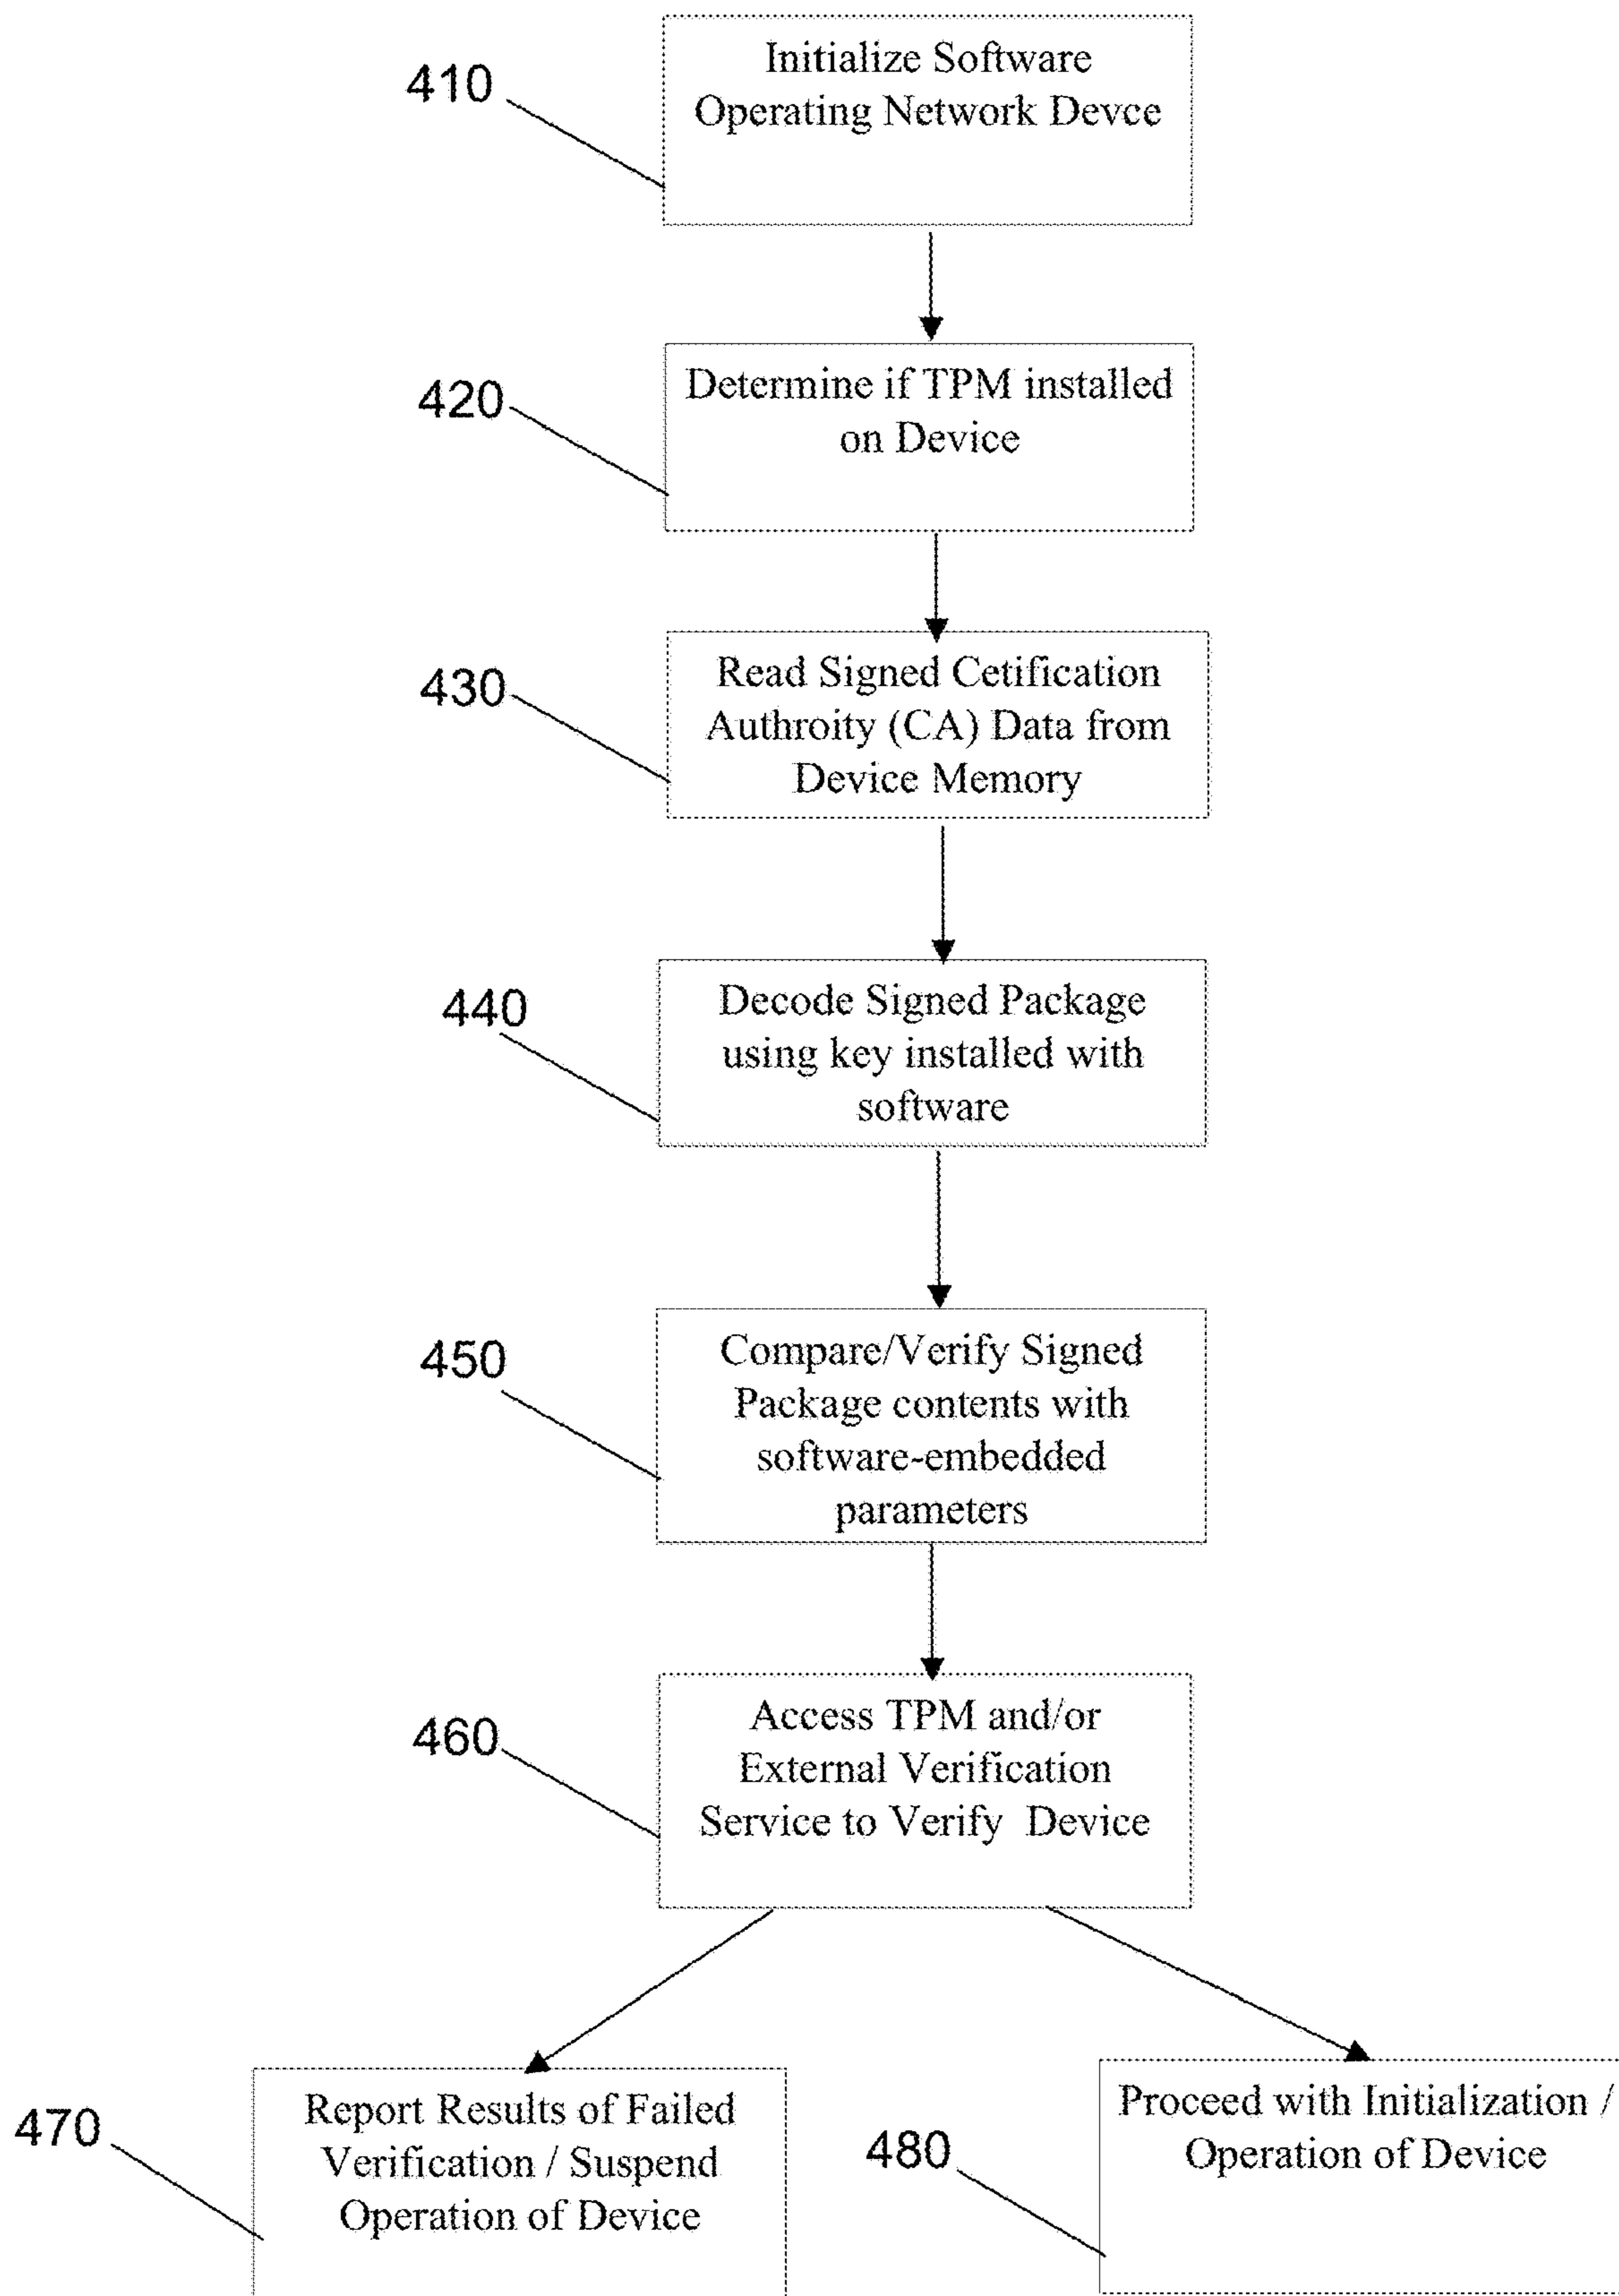 410
Initialize Software
Operating Network Devce
420
Determine if TPM installed
on Device
430
Read Signed Cetification
Authroity (CA) Data from
Device Memory
440
Decode Signed Package
using key installed with
software
450
Compare/Verify Signed
Package contents with
software-embedded
parameters
460
Access TPM and/or
External Verification
Service to Verify Device
470
Report Results of Failed
Verification / Suspend
Operation of Device
480
Proceed with Initialization /
Operation of Device